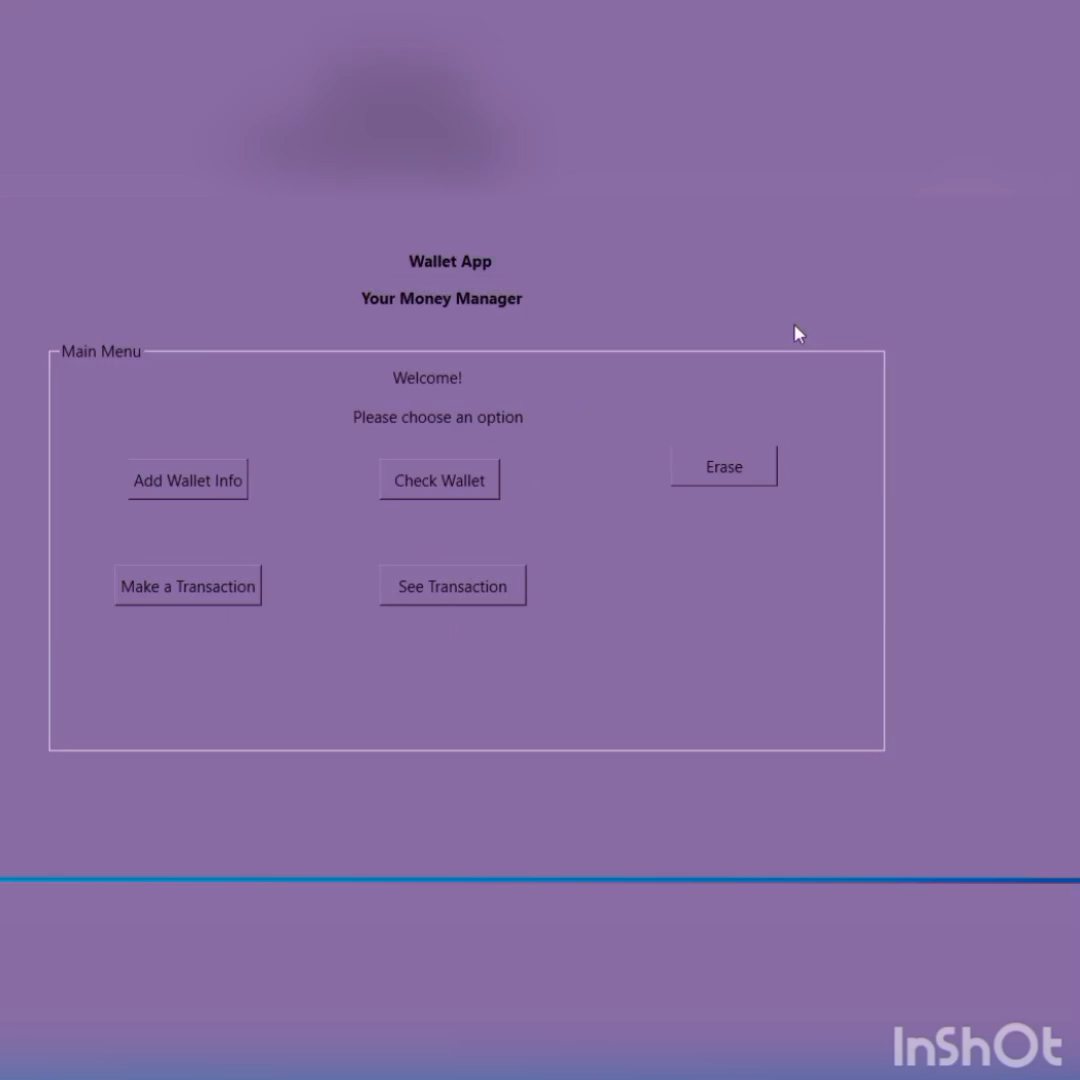 Wallet App
Your Money Manager
Main Menu
Welcome!
Please choose an option
Add Wallet Info
Check Wallet
Erase
Make a Transaction
See Transaction
InShOt